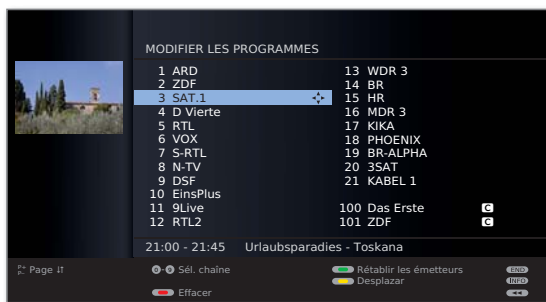 MODIFIER LES PROGRAMMES
1 ARD
2 ZDF
3 SAT.1
4 D Vierte
5 RTL
6 VOX
7 S-RTL
8 N-TV
9 DSF
10 EinsPlus
11 9Live
12 RTL2
13 WDR 3
14 BR
15 HR
16 MDR 3
17 KIKA
18 PHOENIX
19 BR-ALPHA
20 3SAT
21 KABEL 1
100 Das Erste C
101 ZDF C
21:00 - 21:45 Urlaubsparadies - Toskana
P+ P- Page
0-9 Sél. chaîne
Effacer
Rétablir les émetteurs
Desplazar
END
INFO